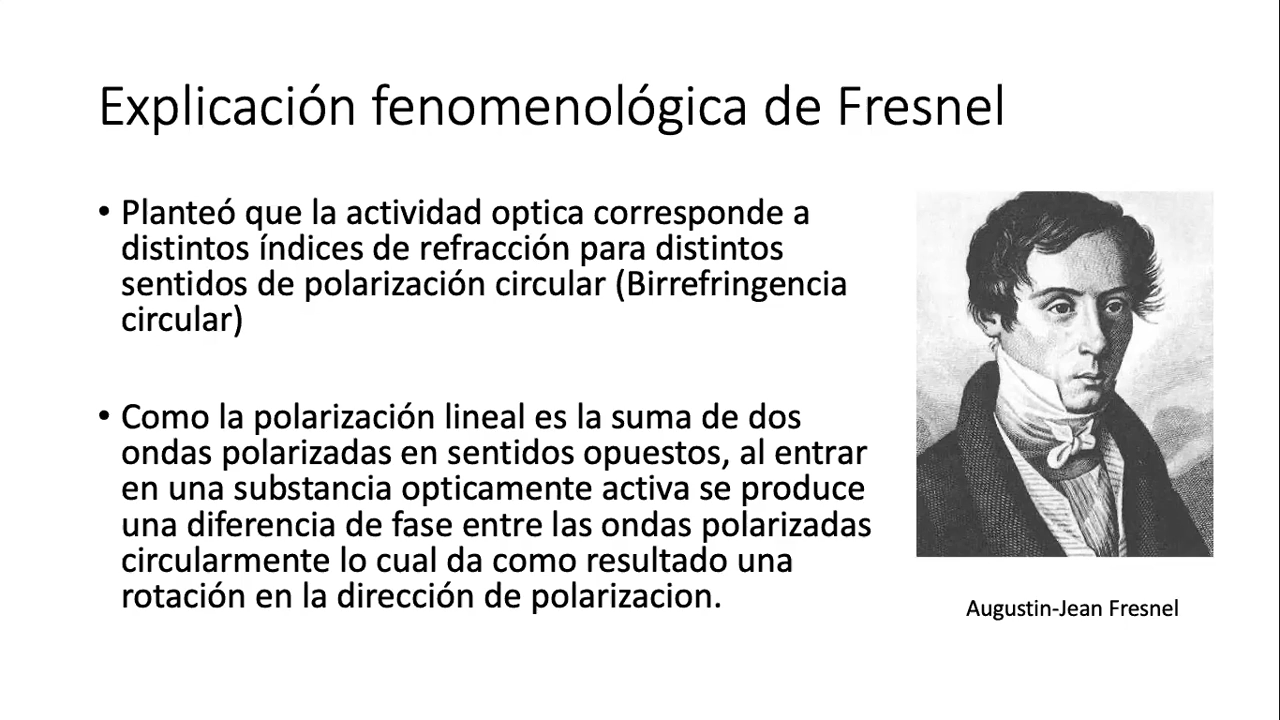 Explicación fenomenológica de Fresnel
• Planteó que la actividad optica corresponde a
distintos índices de refracción para distintos
sentidos de polarización circular (Birrefringencia
circular)
• Como la polarización lineal es la suma de dos
ondas polarizadas en sentidos opuestos, al entrar
en una substancia opticamente activa se produce
una diferencia de fase entre las ondas polarizadas
circularmente lo cual da como resultado una
rotación en la dirección de polarizacion.
Augustin-Jean Fresnel